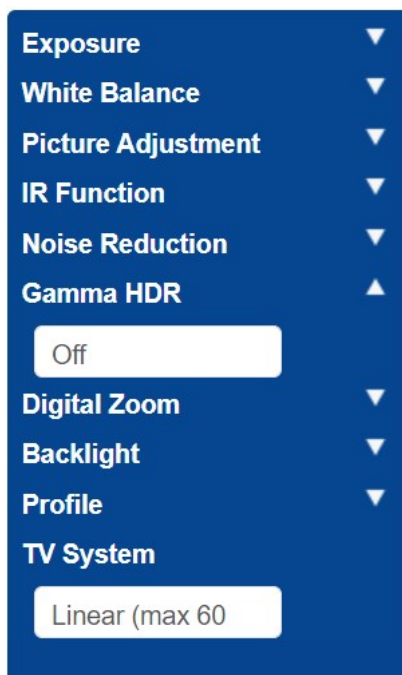 Exposure
White Balance
Picture Adjustment
IR Function
Noise Reduction
Gamma HDR
Off
Digital Zoom
Backlight
Profile
TV System
Linear (max 60